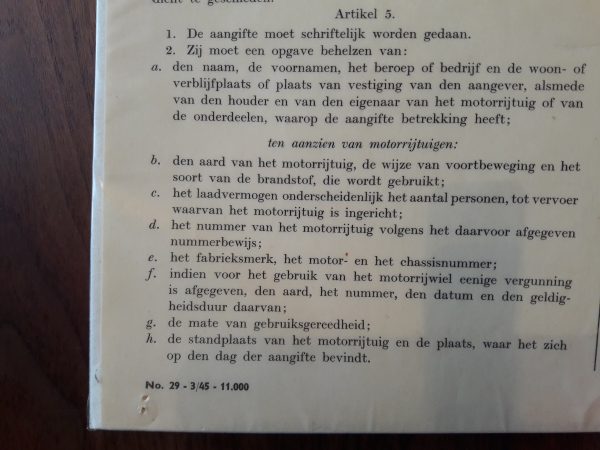 dicht te geschieden.
Artikel 5.
1. De aangifte moet schriftelijk worden gedaan.
2. Zij moet een opgave behelzen van:
a. den naam, de voornamen, het beroep of bedrijf en de woon- of
verblijfplaats of plaats van vestiging van den aangever, alsmede
van den houder en van den eigenaar van het motorrijtuig of van
de onderdeelen, waarop de aangifte betrekking heeft;
ten aanzien van motorrijtuigen:
b. den aard van het motorrijtuig, de wijze van voortbeweging en het
soort van de brandstof, die wordt gebruikt;
c. het laadvermogen onderscheidenlijk het aantal personen, tot vervoer
waarvan het motorrijtuig is ingericht;
d. het nummer van het motorrijtuig volgens het daarvoor afgegeven
nummerbewijs;
e. het fabrieksmerk, het motor- en het chassisnummer;
f. indien voor het gebruik van het motorrijwiel eenige vergunning
is afgegeven, den aard, het nummer, den datum en den geldig-
heidsduur daarvan;
g. de mate van gebruiksgereedheid;
h. de standplaats van het motorrijtuig en de plaats, waar het zich
op den dag der aangifte bevindt.
No. 29 - 3/45 - 11.000